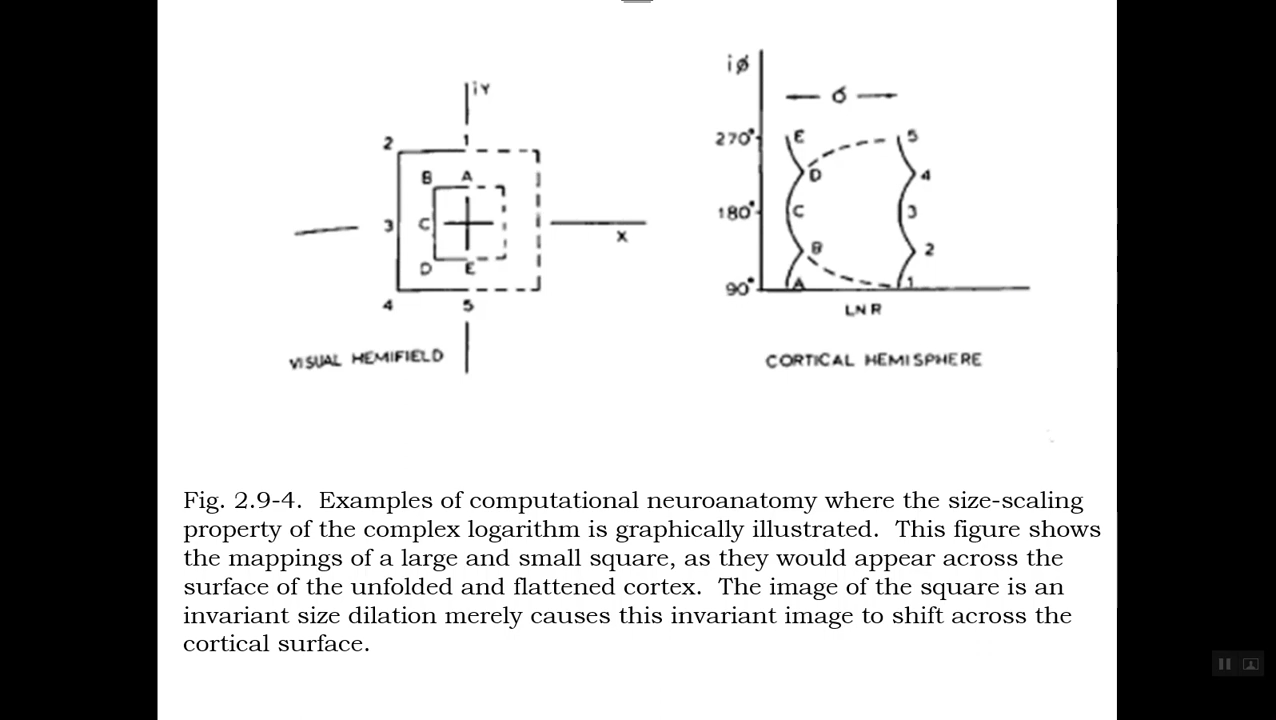 iY
2
1
B
A
3
C
X
D
E
4
5
VISUAL HEMIFIELD
iø
σ
270°
E
5
D
4
180°
C
3
B
2
90°
A
1
LN R
CORTICAL HEMISPHERE
Fig. 2.9-4. Examples of computational neuroanatomy where the size-scaling
property of the complex logarithm is graphically illustrated. This figure shows
the mappings of a large and small square, as they would appear across the
surface of the unfolded and flattened cortex. The image of the square is an
invariant size dilation merely causes this invariant image to shift across the
cortical surface.